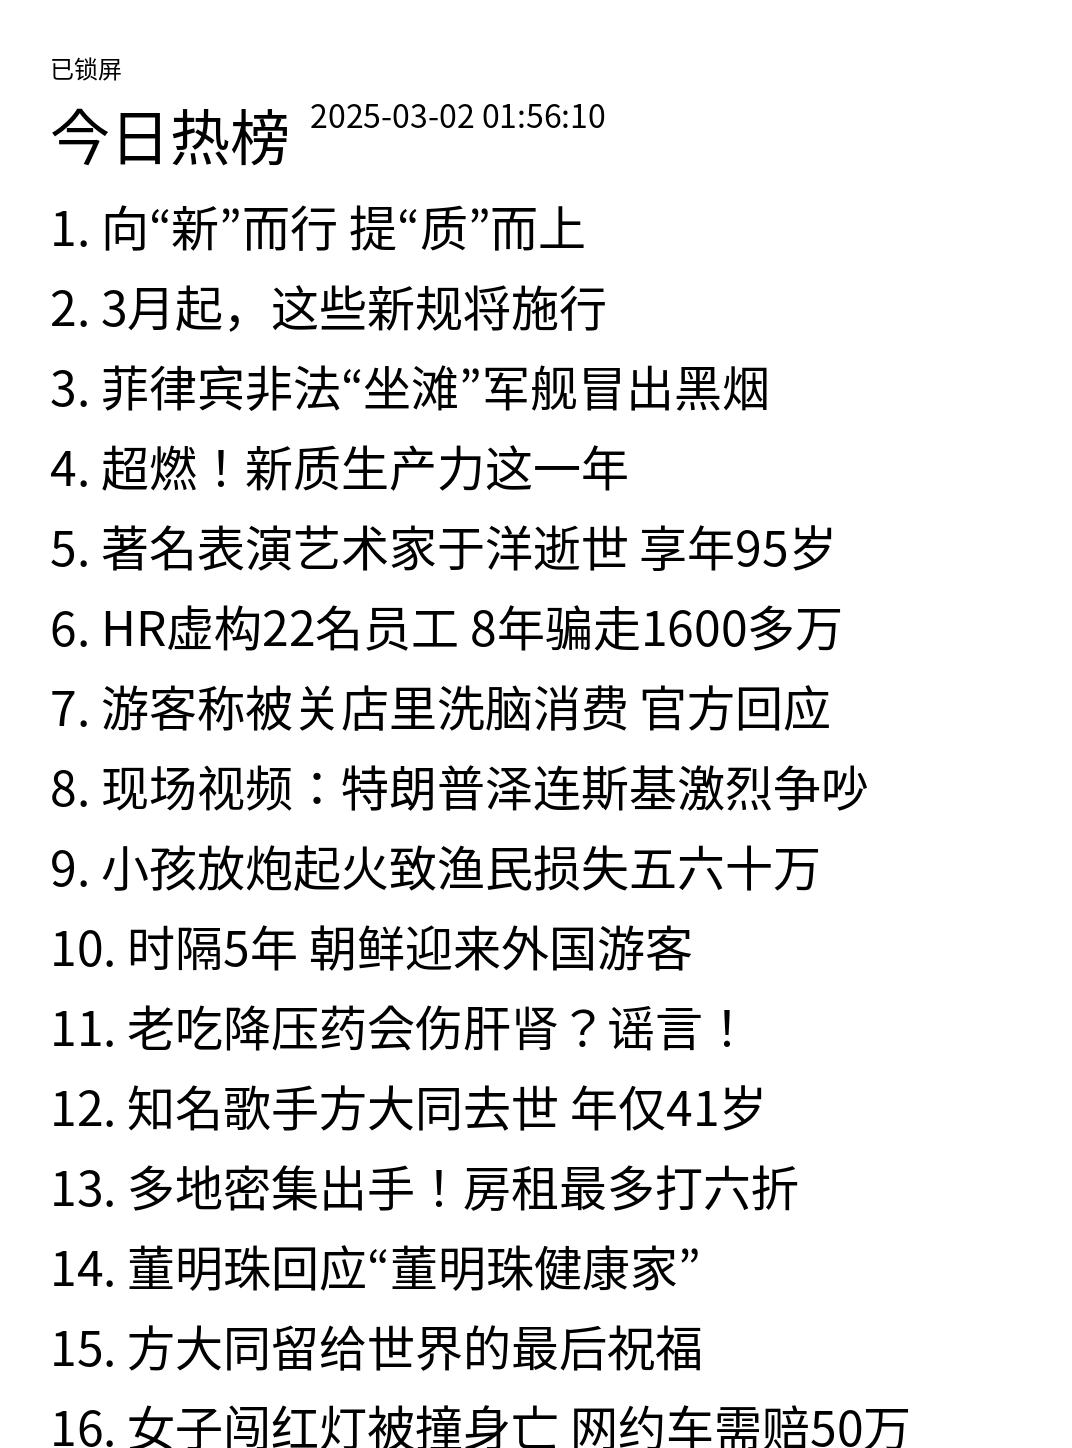 已锁屏
今日热榜 2025-03-02 01:56:10
1. 向“新”而行 提“质”而上
2. 3月起，这些新规将施行
3. 菲律宾非法“坐滩”军舰冒出黑烟
4. 超燃！新质生产力这一年
5. 著名表演艺术家于洋逝世 享年95岁
6. HR虚构22名员工 8年骗走1600多万
7. 游客称被关店里洗脑消费 官方回应
8. 现场视频：特朗普泽连斯基激烈争吵
9. 小孩放炮起火致渔民损失五六十万
10. 时隔5年 朝鲜迎来外国游客
11. 老吃降压药会伤肝肾？谣言！
12. 知名歌手方大同去世 年仅41岁
13. 多地密集出手！房租最多打六折
14. 董明珠回应“董明珠健康家”
15. 方大同留给世界的最后祝福
16. 女子闯红灯被撞身亡 网约车需赔50万